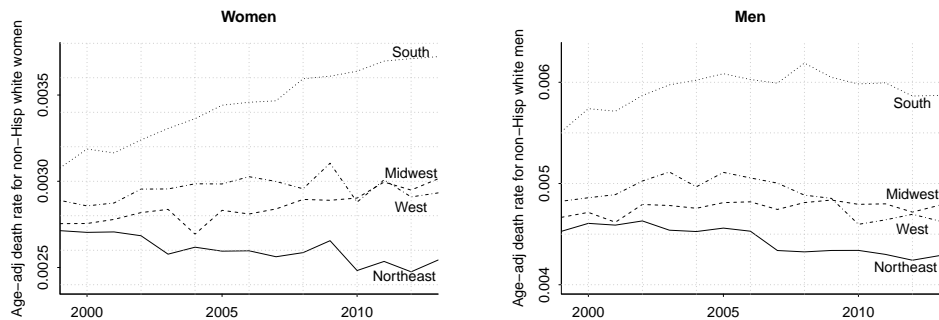 Women
Age−adj death rate for non−Hisp white women
0.0025 0.0030 0.0035
South
Midwest
West
Northeast
2000 2005 2010
Men
Age−adj death rate for non−Hisp white men
0.004 0.005 0.006
South
Midwest
West
Northeast
2000 2005 2010